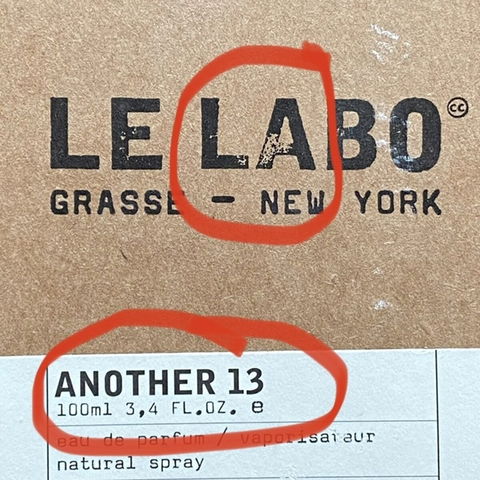 LE LABO ©
GRASSE – NEW YORK
ANOTHER 13
100ml 3,4 FL.OZ. e
eau de parfum / vaporisateur
natural spray